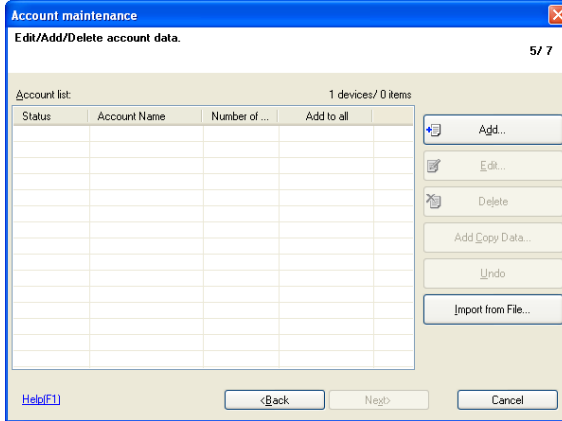 Account maintenance
Edit/Add/Delete account data.
5/ 7
Account list: 1 devices/ 0 items
Status Account Name Number of ... Add to all
Add...
Edit...
Delete
Add Copy Data...
Undo
Import from File...
Help(F1) <Back Next> Cancel